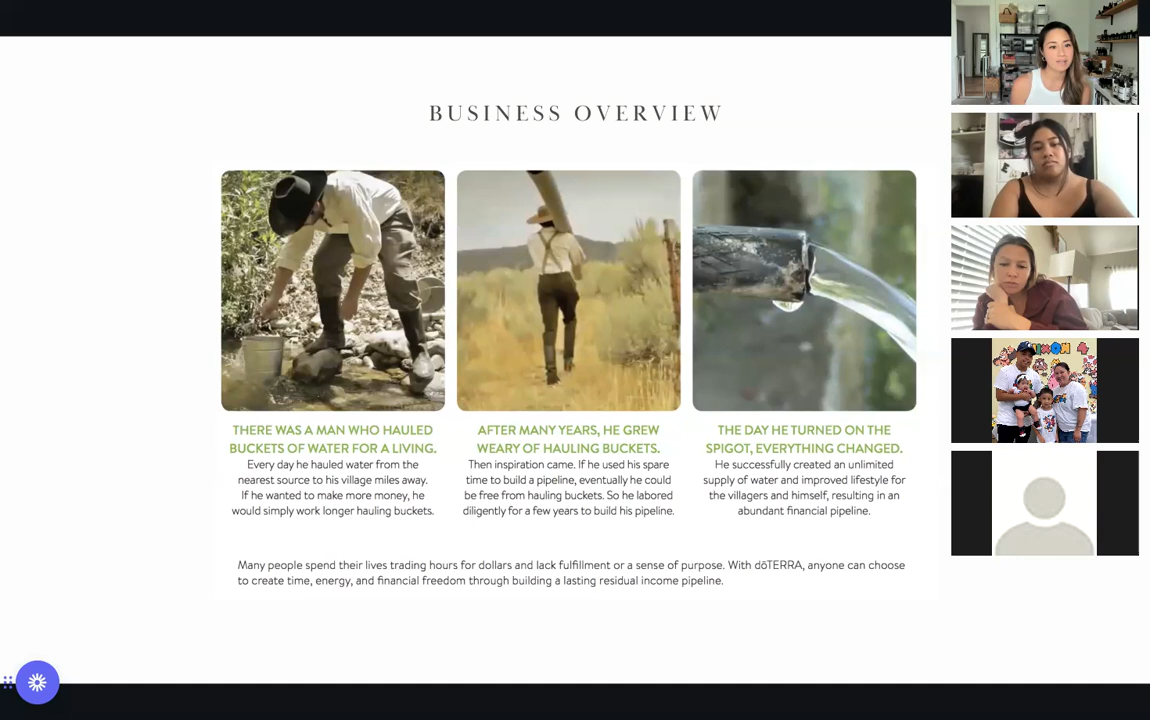 BUSINESS OVERVIEW
THERE WAS A MAN WHO HAULED
BUCKETS OF WATER FOR A LIVING.
Every day he hauled water from the
nearest source to his village miles away.
If he wanted to make more money, he
would simply work longer hauling buckets.
AFTER MANY YEARS, HE GREW
WEARY OF HAULING BUCKETS.
Then inspiration came. If he used his spare
time to build a pipeline, eventually he could
be free from hauling buckets. So he labored
diligently for a few years to build his pipeline.
THE DAY HE TURNED ON THE
SPIGOT, EVERYTHING CHANGED.
He successfully created an unlimited
supply of water and improved lifestyle for
the villagers and himself, resulting in an
abundant financial pipeline.
Many people spend their lives trading hours for dollars and lack fulfillment or a sense of purpose. With dōTERRA, anyone can choose
to create time, energy, and financial freedom through building a lasting residual income pipeline.